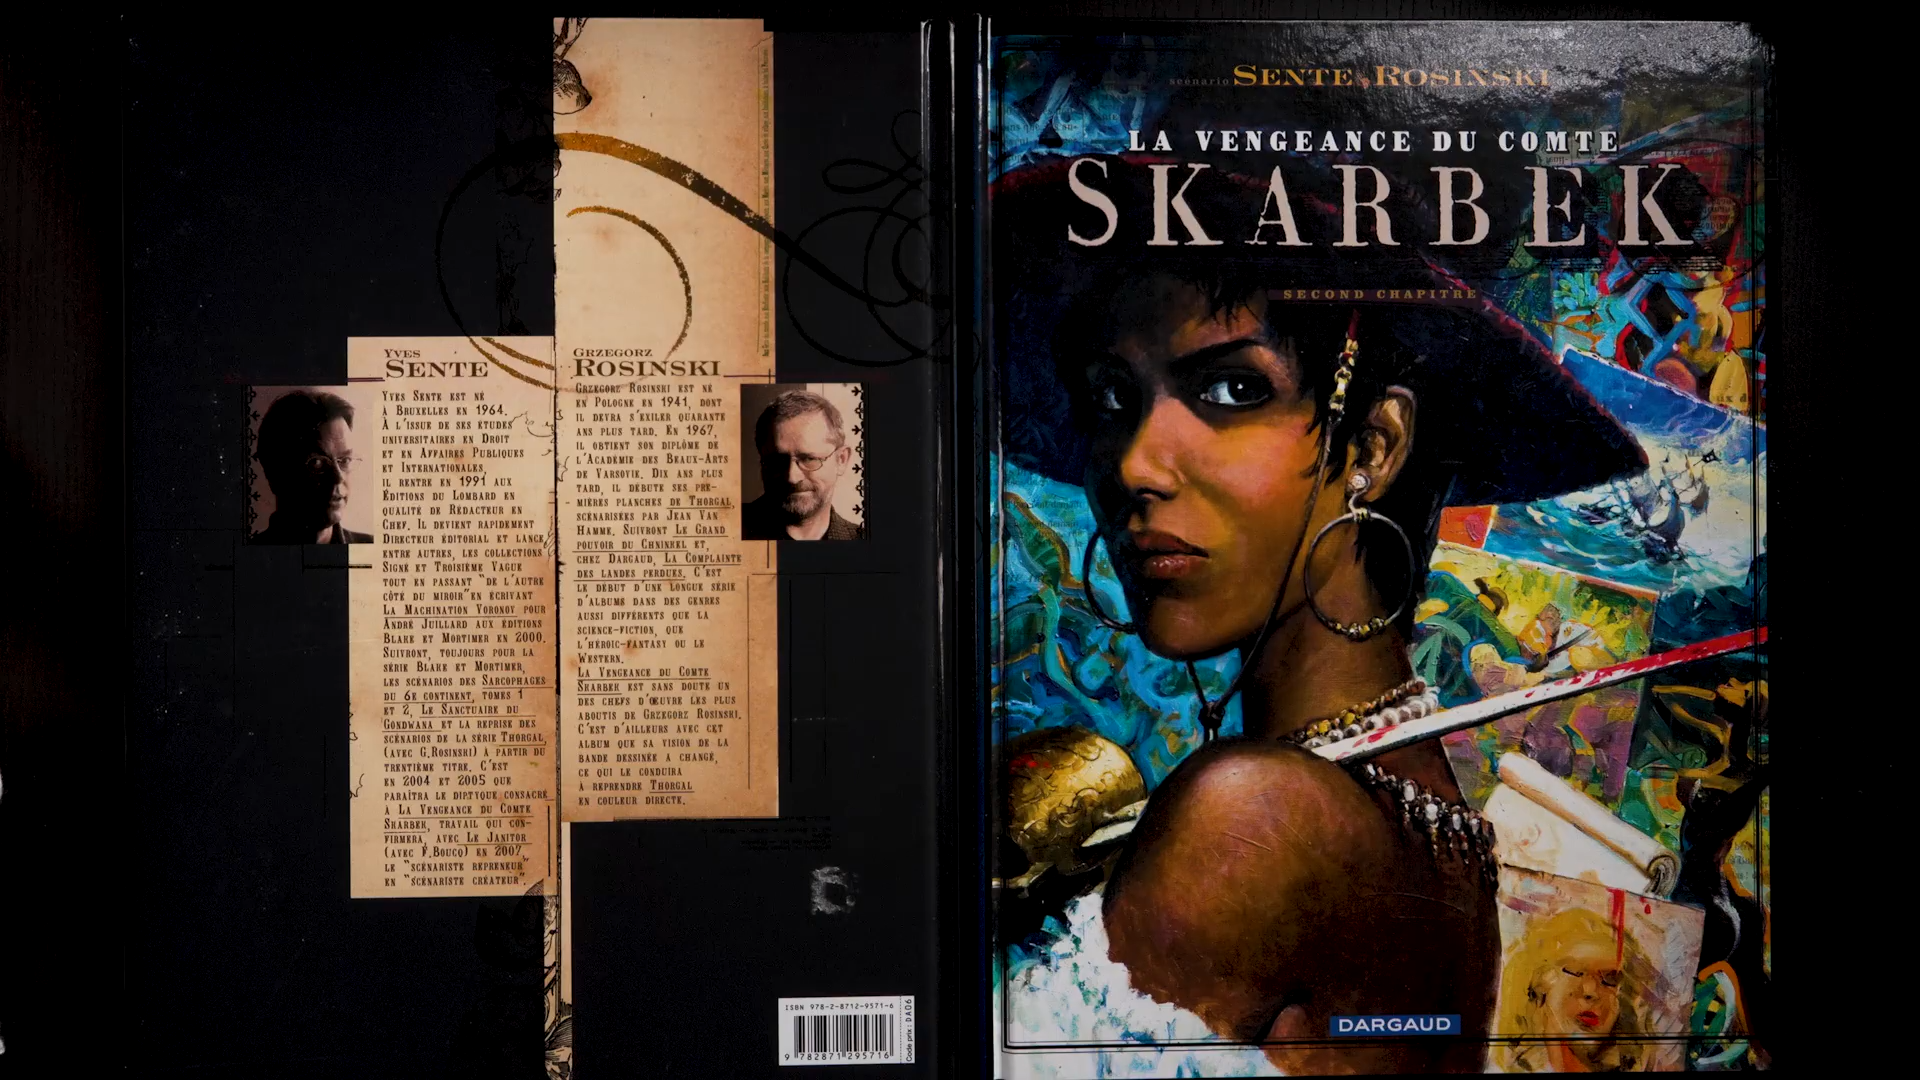 YVES
SENTE
YVES SENTE EST NÉ
À BRUXELLES EN 1964.
À L'ISSUE DE SES ÉTUDES
UNIVERSITAIRES EN DROIT
ET EN AFFAIRES PUBLIQUES
ET INTERNATIONALES,
IL RENTRE EN 1991 AUX
ÉDITIONS DU LOMBARD EN
QUALITÉ DE RÉDACTEUR EN
CHEF. IL DEVIENT RAPIDEMENT
DIRECTEUR ÉDITORIAL ET LANCE,
ENTRE AUTRES, LES COLLECTIONS
SIGNÉ ET TROISIÈME VAGUE
TOUT EN PASSANT "DE L'AUTRE
CÔTÉ DU MIROIR" EN ÉCRIVANT
LA MACHINATION VORONOV POUR
ANDRÉ JUILLARD AUX ÉDITIONS
BLAKE ET MORTIMER EN 2000.
SUIVRONT, TOUJOURS POUR LA
SÉRIE BLAKE ET MORTIMER,
LES SCÉNARIOS DES SARCOPHAGES
DU 6E CONTINENT, TOMES 1
ET 2, LE SANCTUAIRE DU
GONDWANA ET LA REPRISE DES
SCÉNARIOS DE LA SÉRIE THORGAL,
(AVEC G.ROSINSKI) À PARTIR DU
TRENTIÈME TITRE. C'EST
EN 2004 ET 2005 QUE
PARAÎTRA LE DIPTYQUE CONSACRÉ
À LA VENGEANCE DU COMTE
SKARBEK, TRAVAIL QUI CON-
FIRMERA, AVEC LE JANITOR
(AVEC F.BOUCQ) EN 2007,
LE "SCÉNARISTE REPRENEUR"
EN "SCÉNARISTE CRÉATEUR".
GRZEGORZ
ROSINSKI
GRZEGORZ ROSINSKI EST NÉ
EN POLOGNE EN 1941, DONT
IL DEVRA S'EXILER QUARANTE
ANS PLUS TARD. EN 1967,
IL OBTIENT SON DIPLÔME DE
L'ACADÉMIE DES BEAUX-ARTS
DE VARSOVIE. DIX ANS PLUS
TARD, IL DÉBUTE SES PRE-
MIÈRES PLANCHES DE THORGAL,
SCÉNARISÉES PAR JEAN VAN
HAMME. SUIVRONT LE GRAND
POUVOIR DU CHNINKEL ET,
CHEZ DARGAUD, LA COMPLAINTE
DES LANDES PERDUES. C'EST
LE DÉBUT D'UNE LONGUE SÉRIE
D'ALBUMS DANS DES GENRES
AUSSI DIFFÉRENTS QUE LA
SCIENCE-FICTION, QUE
L'HÉROIC-FANTASY OU LE
WESTERN.
LA VENGEANCE DU COMTE
SKARBEK EST SANS DOUTE UN
DES CHEFS D'ŒUVRE LES PLUS
ABOUTIS DE GRZEGORZ ROSINSKI.
C'EST D'AILLEURS AVEC CET
ALBUM QUE SA VISION DE LA
BANDE DESSINÉE A CHANGÉ,
CE QUI LE CONDUIRA
À REPRENDRE THORGAL
EN COULEUR DIRECTE.
ISBN 978-2-8712-9571-6
9 782871 295716
Code prix : DA06
scénario SENTE, ROSINSKI
LA VENGEANCE DU COMTE
SKARBEK
SECOND CHAPITRE
DARGAUD